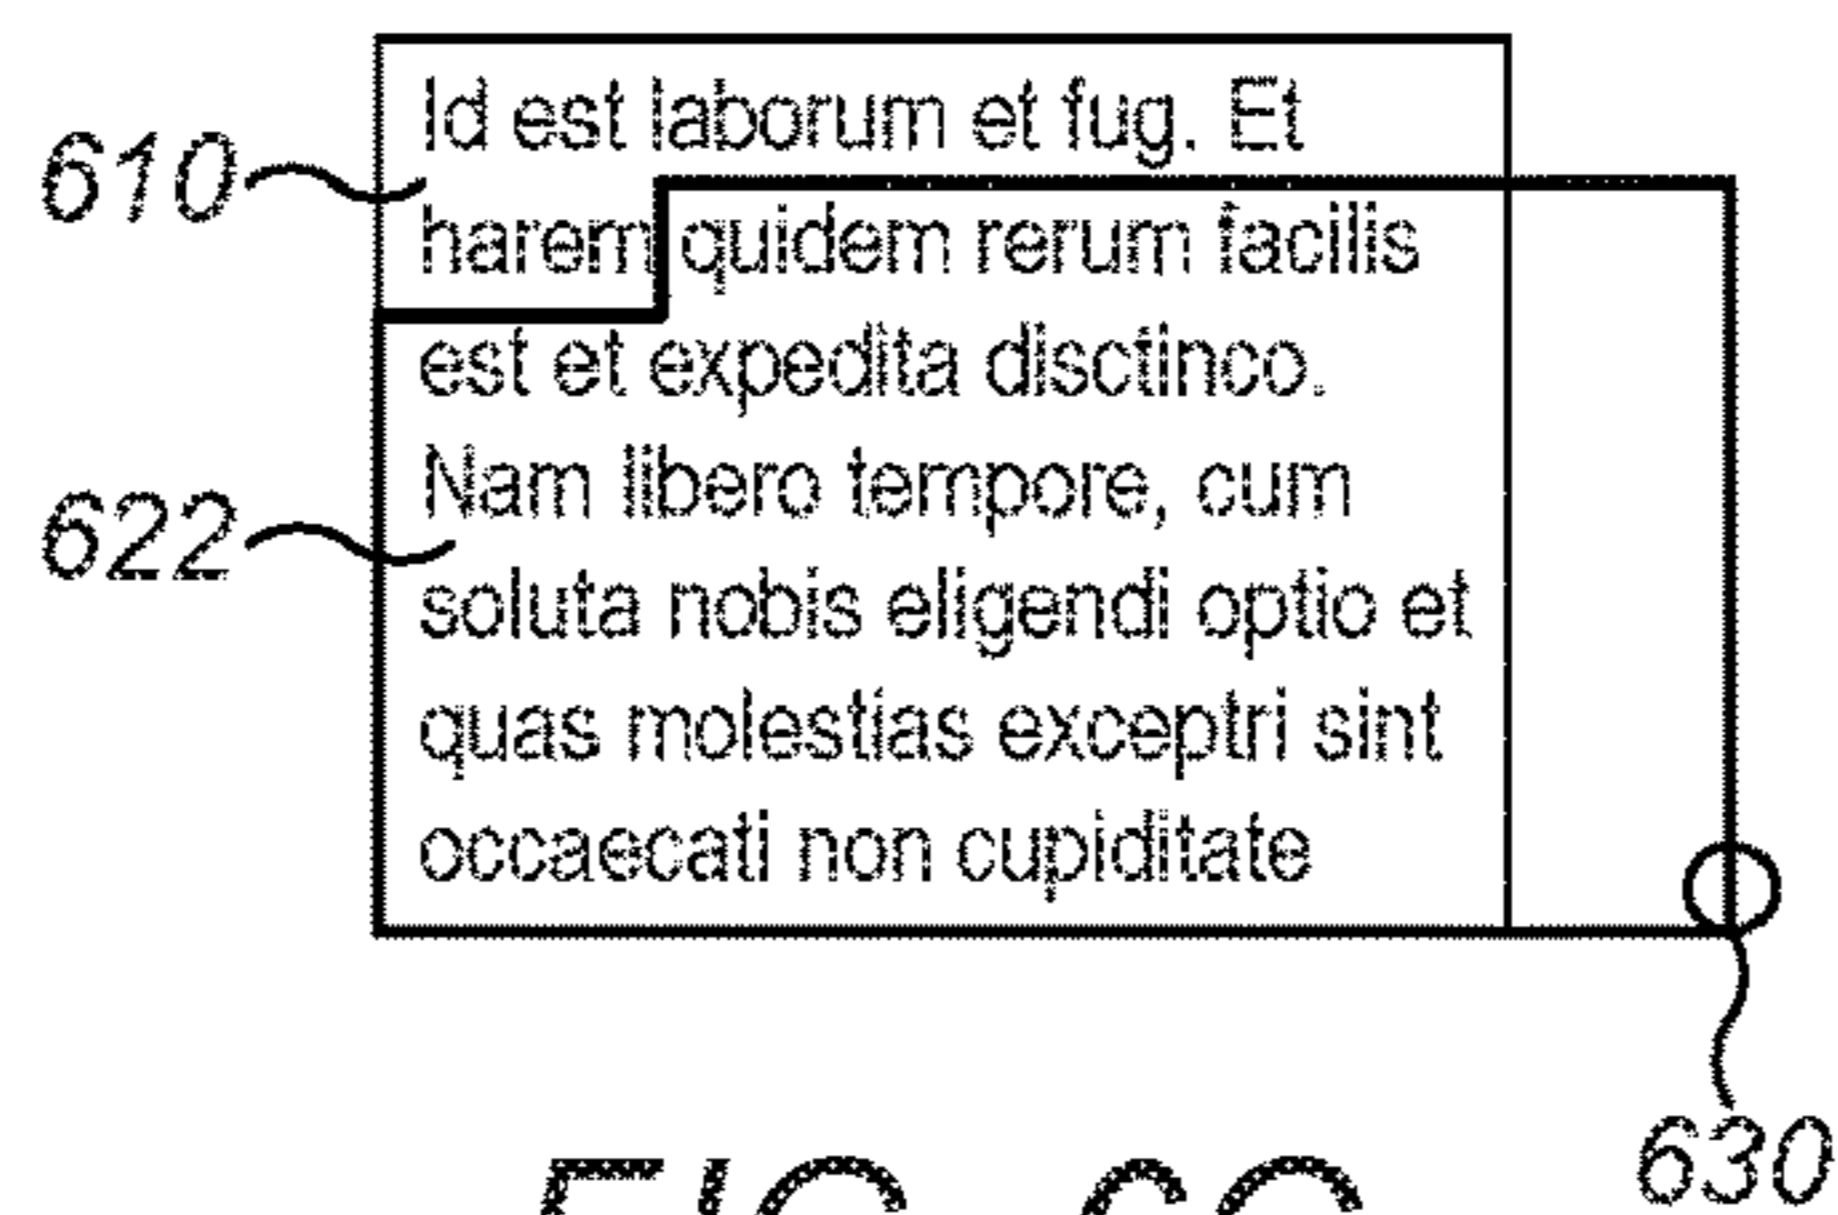 Id est laborum et fug. Et
610
harem quidem rerum facilis
est et expedita disctinco.
Nam libero tempore, cum
622
soluta nobis eligendi optio et
quas molestias exceptri sint
occaecati non cupiditate
630